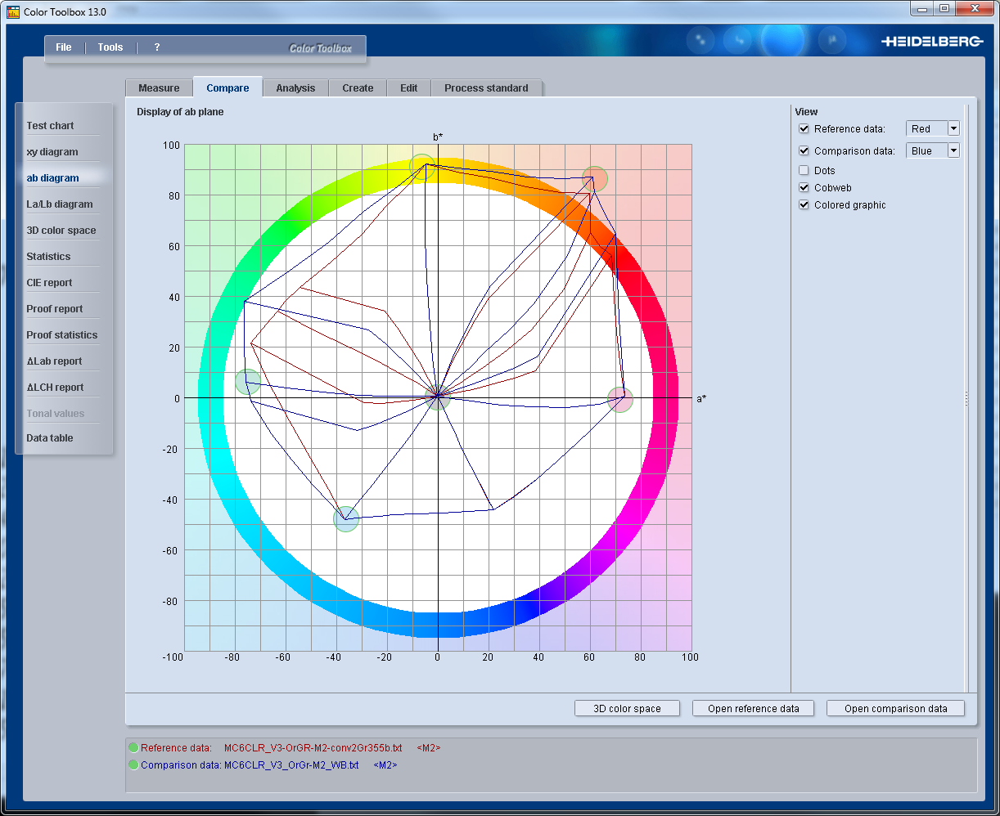 Color Toolbox 13.0
HEIDELBERG
File Tools ? Color Toolbox
Measure Compare Analysis Create Edit Process standard
Test chart
xy diagram
ab diagram
La/Lb diagram
3D color space
Statistics
CIE report
Proof report
Proof statistics
ΔLab report
ΔLCH report
Tonal values
Data table
Display of ab plane
b*
100
80
60
40
20
0
-20
-40
-60
-80
-100 -80 -60 -40 -20 0 20 40 60 80 100
a*
View
Reference data: Red
Comparison data: Blue
Dots
Cobweb
Colored graphic
3D color space Open reference data Open comparison data
Reference data: MC6CLR_V3-OrGR-M2-conv2Gr355b.txt <M2>
Comparison data: MC6CLR_V3_OrGr-M2_WB.txt <M2>